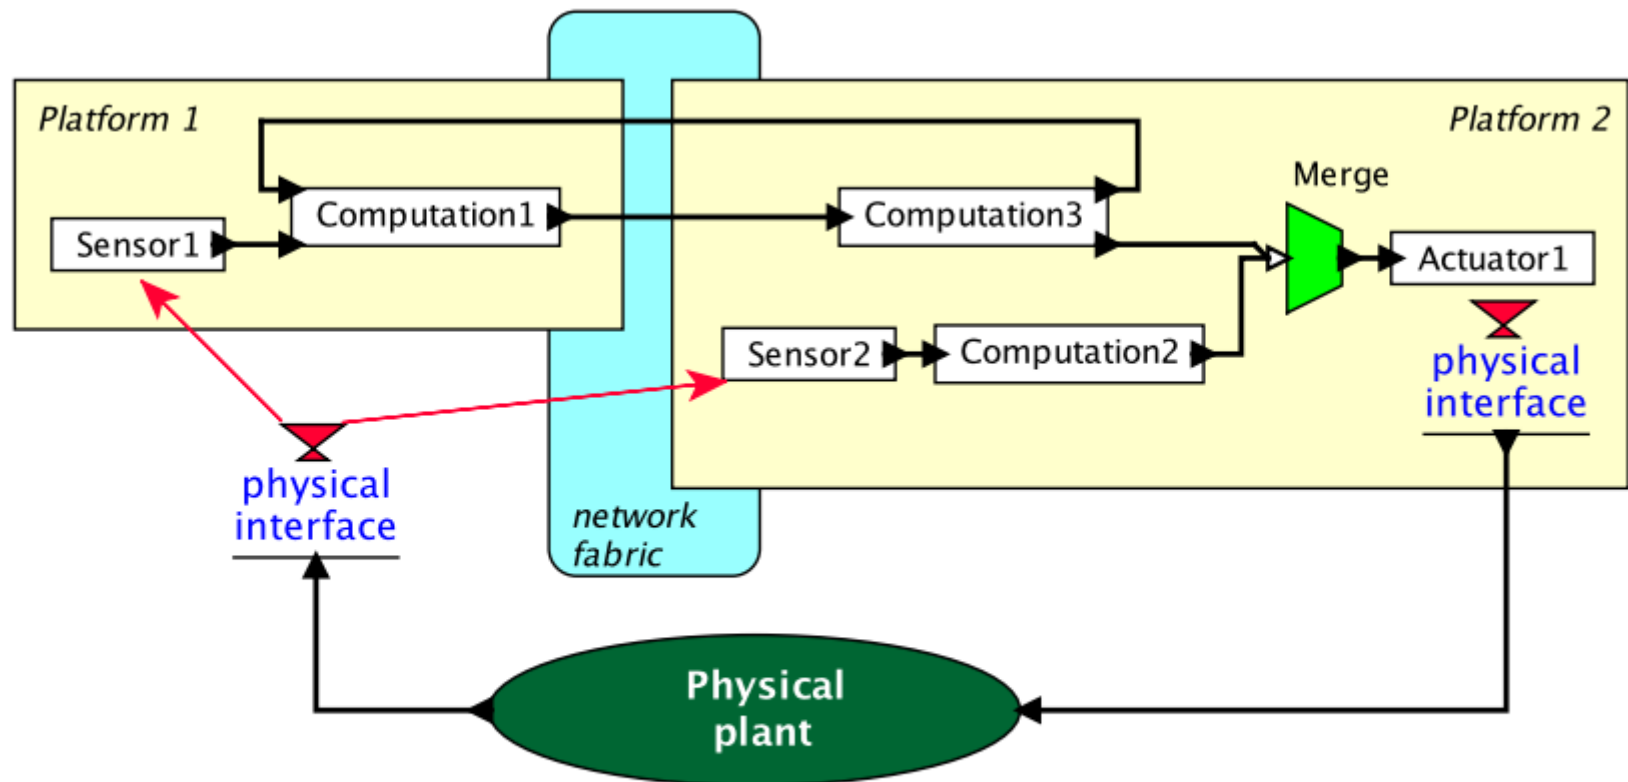 Platform 1
Platform 2
Merge
Computation1
Computation3
Sensor1
Actuator1
Sensor2
Computation2
physical
interface
physical
interface
network
fabric
Physical
plant